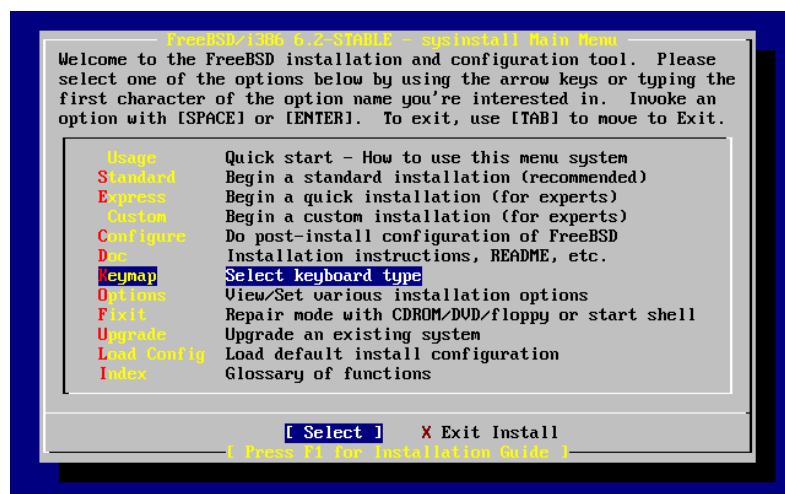 FreeBSD/i386 6.2-STABLE - sysinstall Main Menu
Welcome to the FreeBSD installation and configuration tool.  Please
select one of the options below by using the arrow keys or typing the
first character of the option name you're interested in.  Invoke an
option with [SPACE] or [ENTER].  To exit, use [TAB] to move to Exit.
Usage Quick start - How to use this menu system
Standard Begin a standard installation (recommended)
Express Begin a quick installation (for experts)
Custom Begin a custom installation (for experts)
Configure Do post-install configuration of FreeBSD
Doc Installation instructions, README, etc.
Keymap Select keyboard type
Options View/Set various installation options
Fixit Repair mode with CDROM/DVD/floppy or start shell
Upgrade Upgrade an existing system
Load Config Load default install configuration
Index Glossary of functions
[ Select ] X Exit Install
[ Press F1 for Installation Guide ]